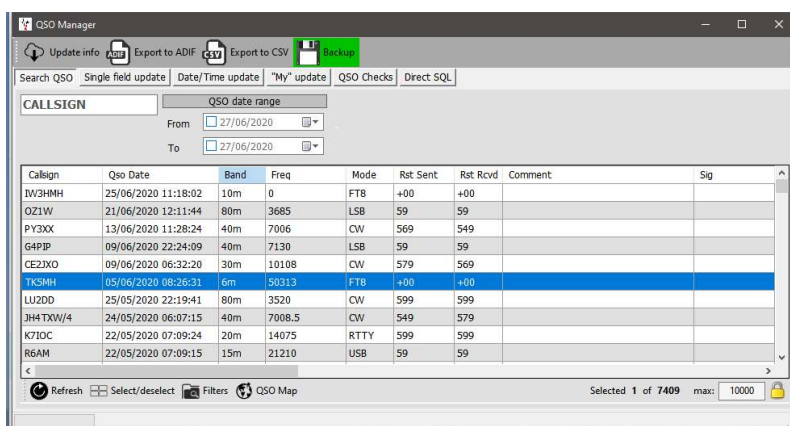 QSO Manager
Update info ADIF Export to ADIF CSV Export to CSV Backup
Search QSO Single field update Date/Time update "My" update QSO Checks Direct SQL
CALLSIGN QSO date range
From 27/06/2020
To 27/06/2020
Callsign Qso Date Band Freq Mode Rst Sent Rst Rcvd Comment Sig
IW3HMH 25/06/2020 11:18:02 10m 0 FT8 +00 +00
OZ1W 21/06/2020 12:11:44 80m 3685 LSB 59 59
PY3XX 13/06/2020 11:28:24 40m 7006 CW 569 549
G4PIP 09/06/2020 22:24:09 40m 7130 LSB 59 59
CE2JXO 09/06/2020 06:32:20 30m 10108 CW 579 569
TK5MH 05/06/2020 08:26:31 6m 50313 FT8 +00 +00
LU2DD 25/05/2020 22:19:41 80m 3520 CW 599 599
JH4TXW/4 24/05/2020 06:07:15 40m 7008.5 CW 549 579
K7IOC 22/05/2020 07:09:24 20m 14075 RTTY 599 599
R6AM 22/05/2020 07:09:15 15m 21210 USB 59 59
Refresh Select/deselect Filters QSO Map Selected 1 of 7409 max: 10000